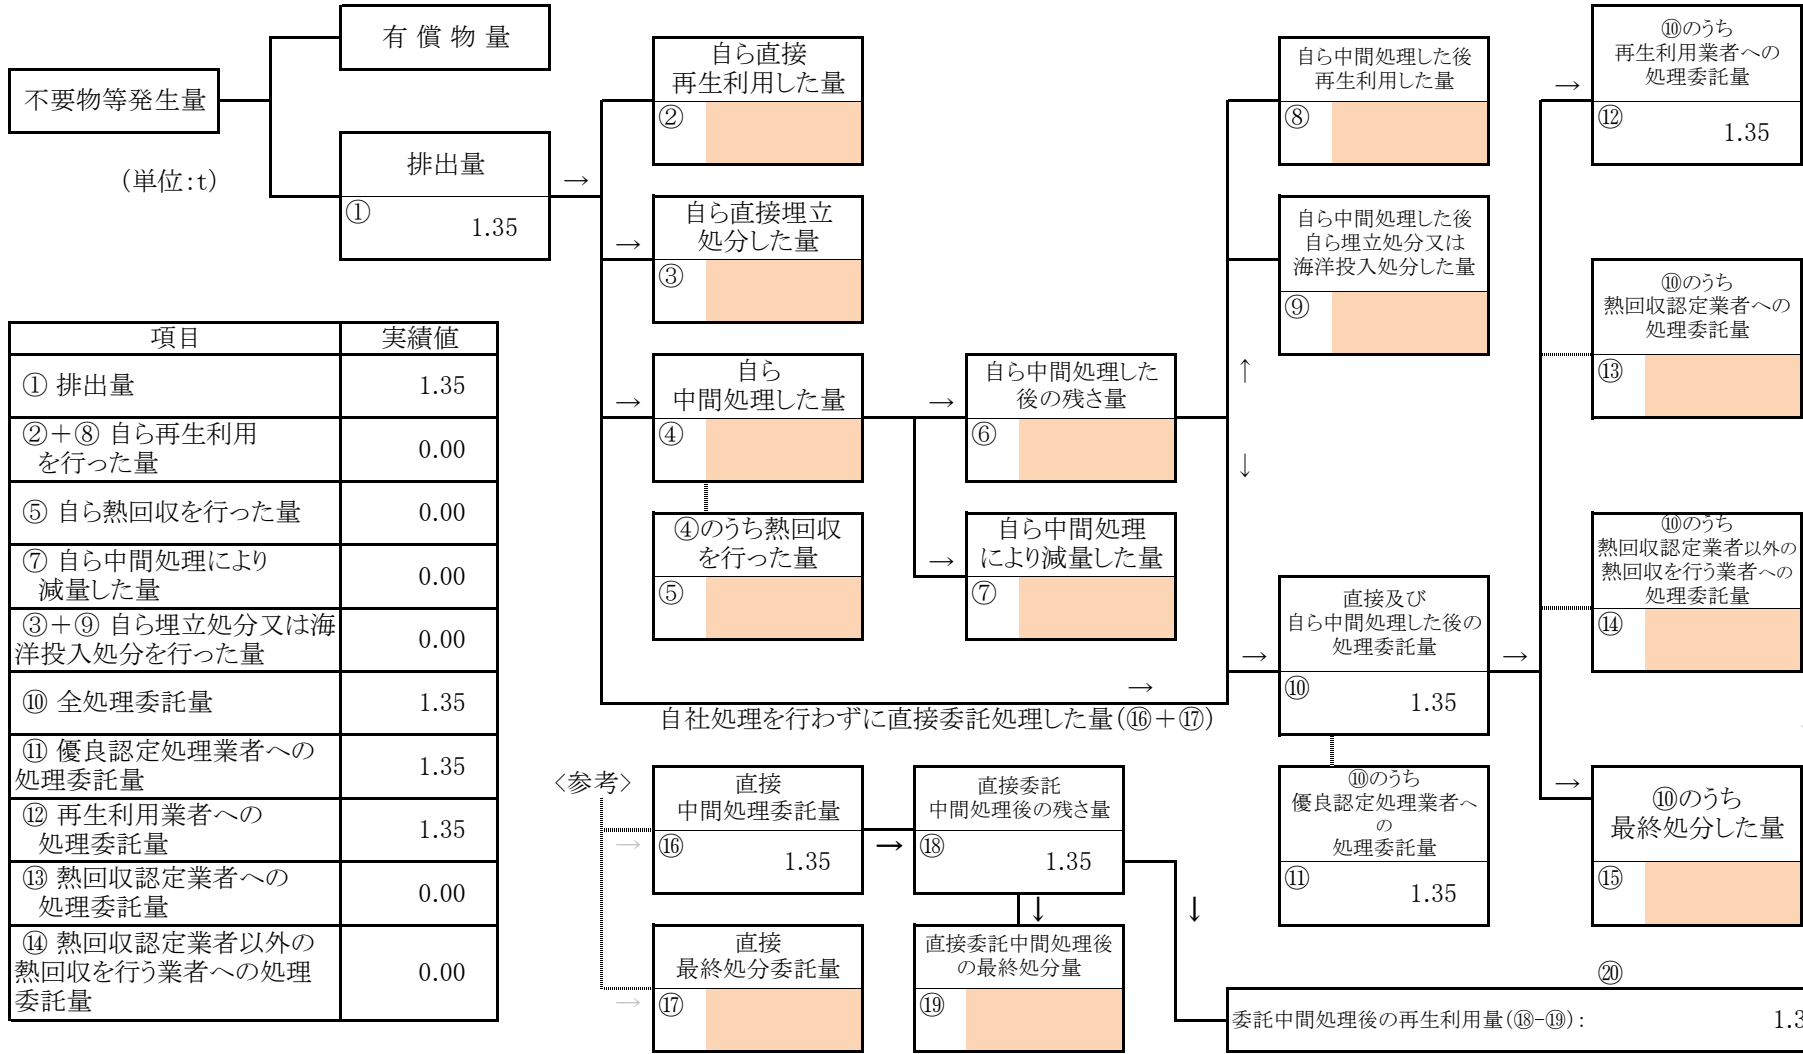 不要物等発生量
有 償 物 量
(単位:t)
排出量
①
1.35
→
自ら直接
再生利用した量
②
→
自ら直接埋立
処分した量
③
→
自ら
中間処理した量
④
④のうち熱回収
を行った量
⑤
→
自ら中間処理した
後の残さ量
⑥
→
自ら中間処理
により減量した量
⑦
自ら中間処理した後
再生利用した量
⑧
自ら中間処理した後
自ら埋立処分又は
海洋投入処分した量
⑨
↑
↓
→
自社処理を行わずに直接委託処理した量(⑯+⑰)
→
直接及び
自ら中間処理した後の
処理委託量
⑩
1.35
→
⑩のうち
優良認定処理業者へ
の
処理委託量
⑪
1.35
→
⑩のうち
再生利用業者への
処理委託量
⑫
1.35
⑩のうち
熱回収認定業者への
処理委託量
⑬
⑩のうち
熱回収認定業者以外の
熱回収を行う業者への
処理委託量
⑭
→
⑩のうち
最終処分した量
⑮
項目 実績値
① 排出量 1.35
②+⑧ 自ら再生利用
を行った量 0.00
⑤ 自ら熱回収を行った量 0.00
⑦ 自ら中間処理により
減量した量 0.00
③+⑨ 自ら埋立処分又は海
洋投入処分を行った量 0.00
⑩ 全処理委託量 1.35
⑪ 優良認定処理業者への
処理委託量 1.35
⑫ 再生利用業者への
処理委託量 1.35
⑬ 熱回収認定業者への
処理委託量 0.00
⑭ 熱回収認定業者以外の
熱回収を行う業者への処理
委託量 0.00
<参考>
→
直接
中間処理委託量
⑯
1.35
→
直接委託
中間処理後の残さ量
⑱
1.35
→
直接
最終処分委託量
⑰
↓
直接委託中間処理後
の最終処分量
⑲
↓
⑳
委託中間処理後の再生利用量(⑱-⑲):